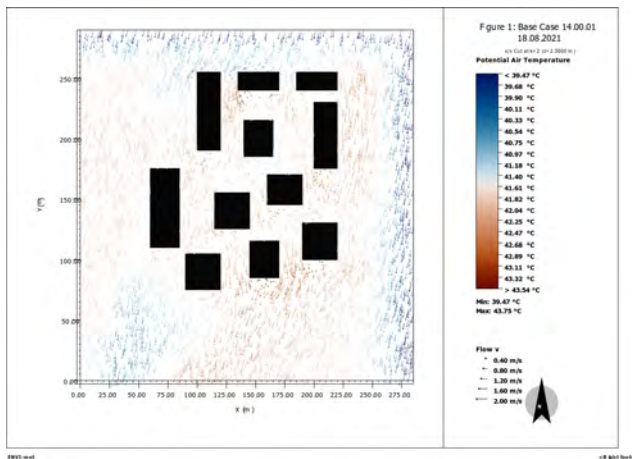 Figure 1: Base Case 14.00.01
18.08.2021
Potential Air Temperature
< 39.47 °C
39.68 °C
39.90 °C
40.11 °C
40.33 °C
40.54 °C
40.75 °C
40.97 °C
41.18 °C
41.40 °C
41.61 °C
41.82 °C
42.04 °C
42.25 °C
42.47 °C
42.68 °C
42.89 °C
43.11 °C
43.32 °C
> 43.54 °C
Min: 39.47 °C
Max: 43.75 °C
Flow v
0.40 m/s
0.80 m/s
1.20 m/s
1.60 m/s
2.00 m/s
Y (m)
250.00
200.00
150.00
100.00
50.00
0.00
0.00 25.00 50.00 75.00 100.00 125.00 150.00 175.00 200.00 225.00 250.00 275.00
X (m)